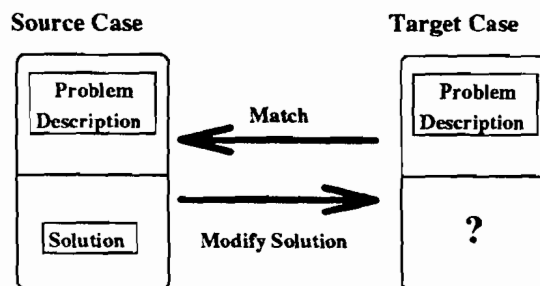 Source Case
Target Case
Problem
Description
Match
Problem
Description
Solution
Modify Solution
?